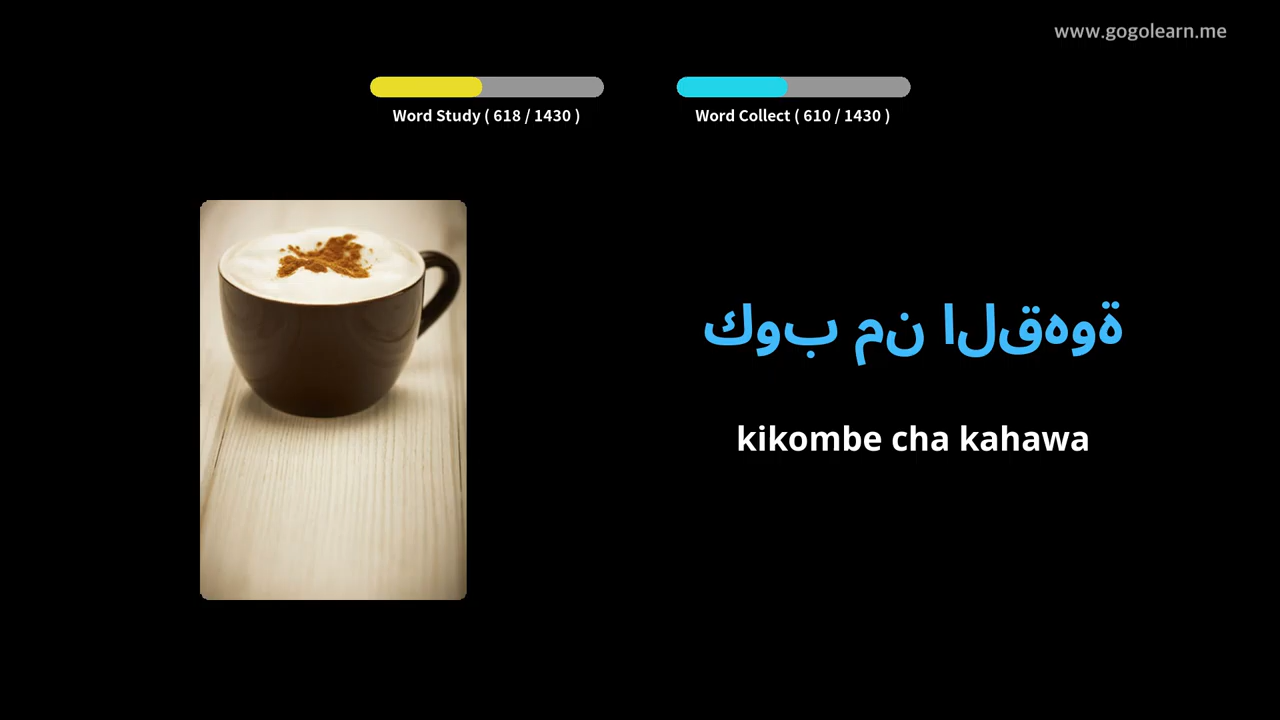 www.gogolearn.me
Word Study ( 618 / 1430 )
Word Collect ( 610 / 1430 )
كوب من القهوة
kikombe cha kahawa